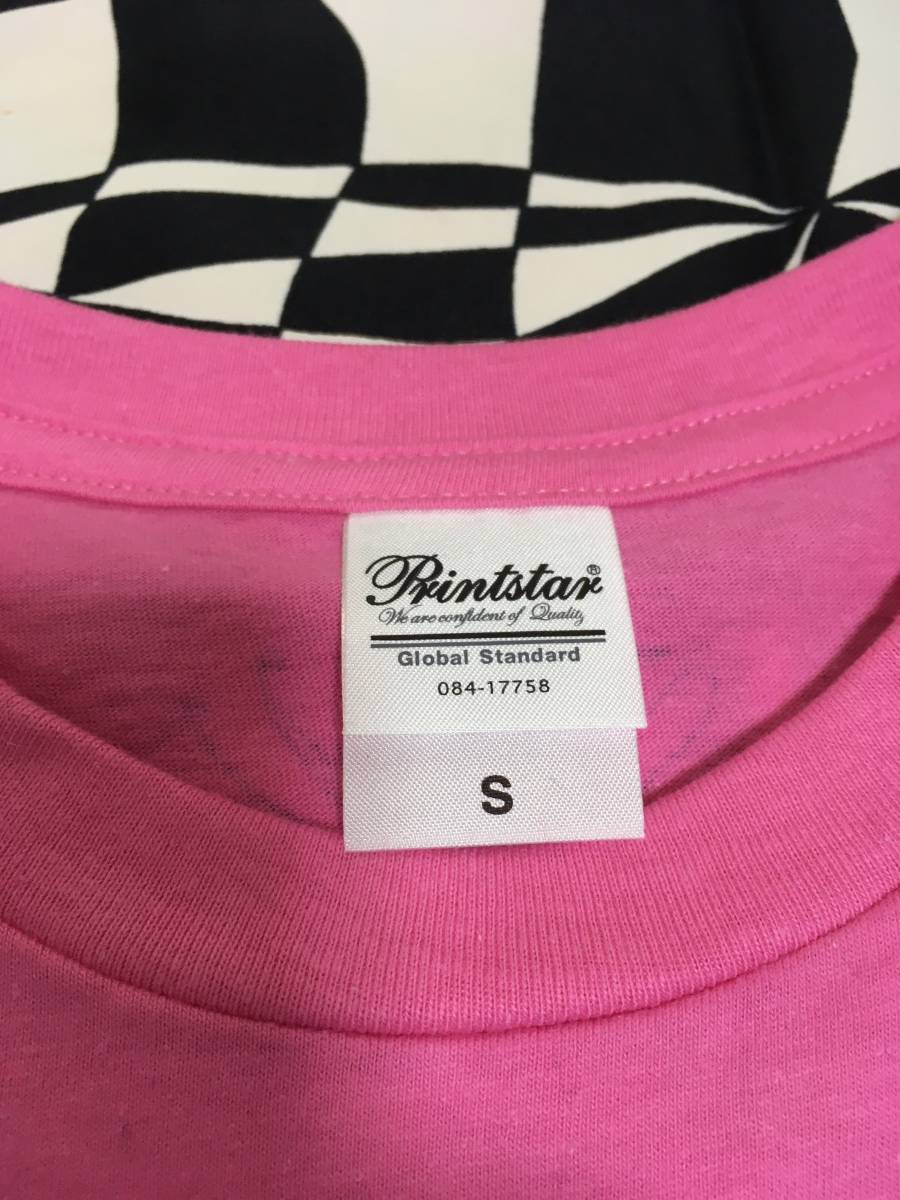 Printstar®
We are confident of Quality
Global Standard
084-17758
S